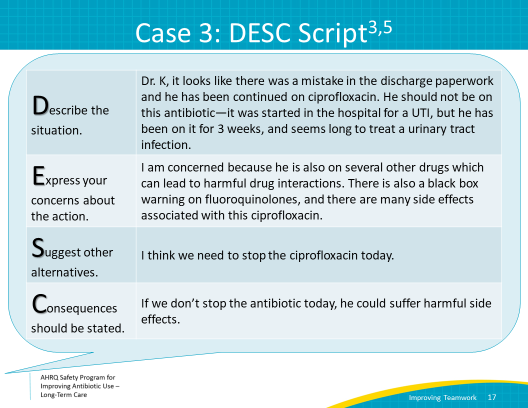 Case 3: DESC Script3,5
Describe the
situation.
Dr. K, it looks like there was a mistake in the discharge paperwork
and he has been continued on ciprofloxacin. He should not be on
this antibiotic—it was started in the hospital for a UTI, but he has
been on it for 3 weeks, and seems long to treat a urinary tract
infection.
Express your
concerns about
the action.
I am concerned because he is also on several other drugs which
can lead to harmful drug interactions. There is also a black box
warning on fluoroquinolones, and there are many side effects
associated with this ciprofloxacin.
Suggest other
alternatives.
I think we need to stop the ciprofloxacin today.
Consequences
should be stated.
If we don’t stop the antibiotic today, he could suffer harmful side
effects.
AHRQ Safety Program for
Improving Antibiotic Use –
Long-Term Care
Improving Teamwork 17